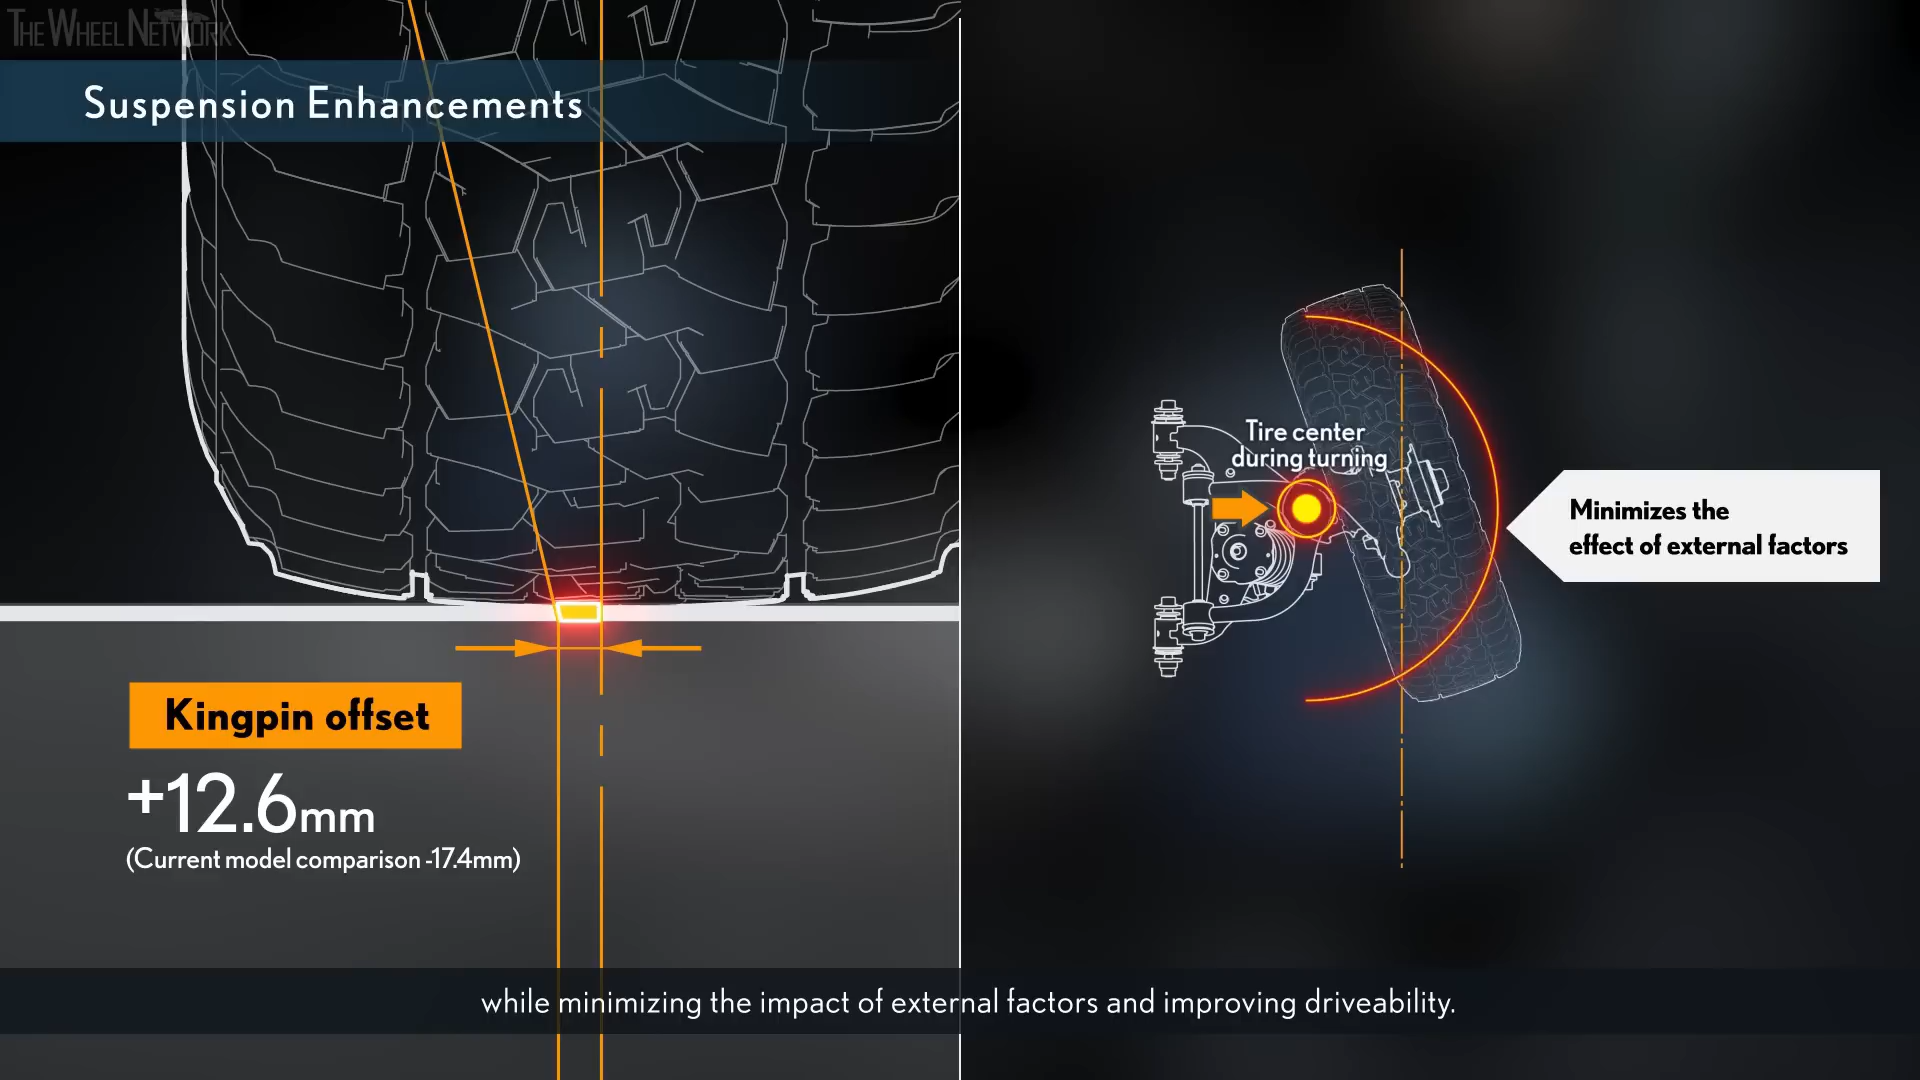 THE WHEEL NETWORK
Suspension Enhancements
Tire center
during turning
Minimizes the
effect of external factors
Kingpin offset
+12.6mm
(Current model comparison -17.4mm)
while minimizing the impact of external factors and improving driveability.